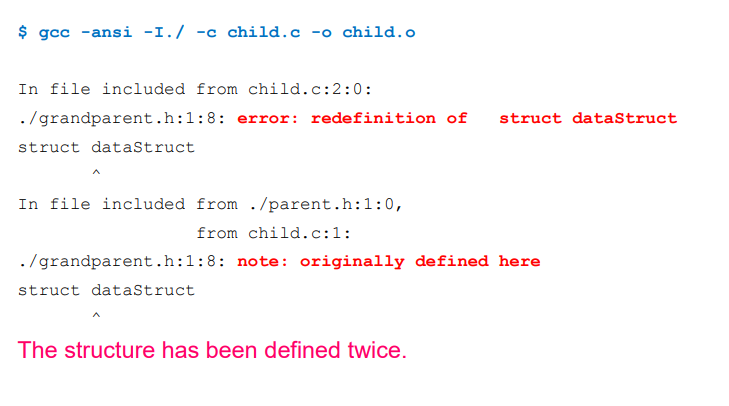 $ gcc -ansi -I./ -c child.c -o child.o
In file included from child.c:2:0:
./grandparent.h:1:8: error: redefinition of struct dataStruct
struct dataStruct
^
In file included from ./parent.h:1:0,
from child.c:1:
./grandparent.h:1:8: note: originally defined here
struct dataStruct
^
The structure has been defined twice.